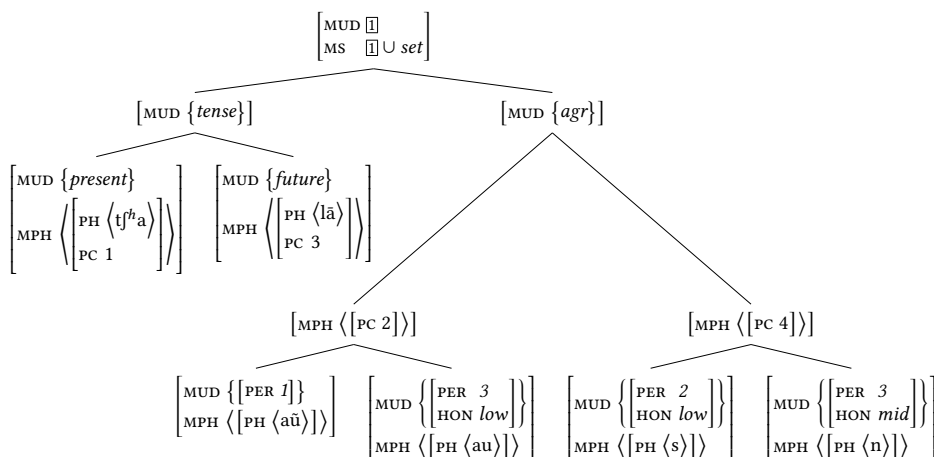 [MUD 1
MS 1 ∪ set]
[MUD {tense}]
[MUD {agr}]
[MUD {present}
MPH ⟨[PH ⟨tʃʰa⟩
PC 1]⟩]
[MUD {future}
MPH ⟨[PH ⟨lā⟩
PC 3]⟩]
[MPH ⟨[PC 2]⟩]
[MPH ⟨[PC 4]⟩]
[MUD {[PER 1]}
MPH ⟨[PH ⟨aũ⟩]⟩]
[MUD {[PER 3
HON low]}
MPH ⟨[PH ⟨au⟩]⟩]
[MUD {[PER 2
HON low]}
MPH ⟨[PH ⟨s⟩]⟩]
[MUD {[PER 3
HON mid]}
MPH ⟨[PH ⟨n⟩]⟩]